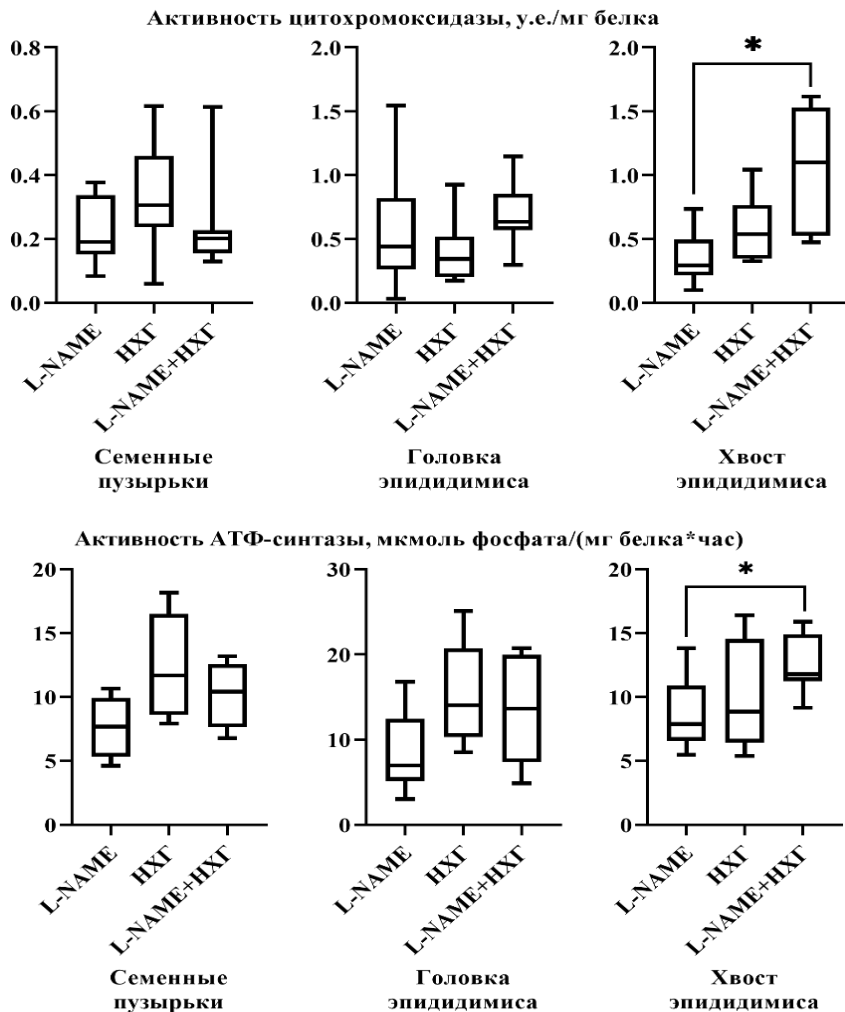 Активность цитохромоксидазы, у.е./мг белка
0.8
0.6
0.4
0.2
0.0
L-NAME
НХГ
L-NAME+НХГ
Семенные
пузырьки
2.0
1.5
1.0
0.5
0.0
L-NAME
НХГ
L-NAME+НХГ
Головка
эпидидимиса
2.0
1.5
1.0
0.5
0.0
*
L-NAME
НХГ
L-NAME+НХГ
Хвост
эпидидимиса
Активность АТФ-синтазы, мкмоль фосфата/(мг белка*час)
20
15
10
5
0
L-NAME
НХГ
L-NAME+НХГ
Семенные
пузырьки
30
20
10
0
L-NAME
НХГ
L-NAME+НХГ
Головка
эпидидимиса
20
15
10
5
0
*
L-NAME
НХГ
L-NAME+НХГ
Хвост
эпидидимиса